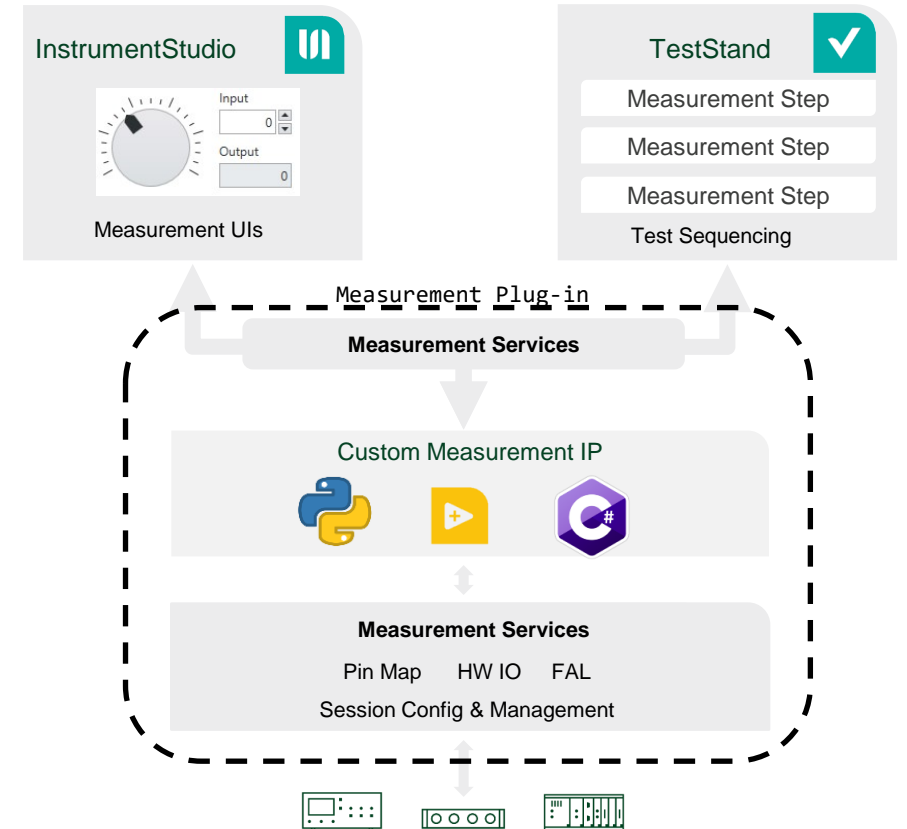 InstrumentStudio
Input
0
Output
0
Measurement UIs
TestStand
Measurement Step
Measurement Step
Measurement Step
Test Sequencing
Measurement Plug-in
Measurement Services
Custom Measurement IP
C#
Measurement Services
Pin Map HW IO FAL
Session Config & Management